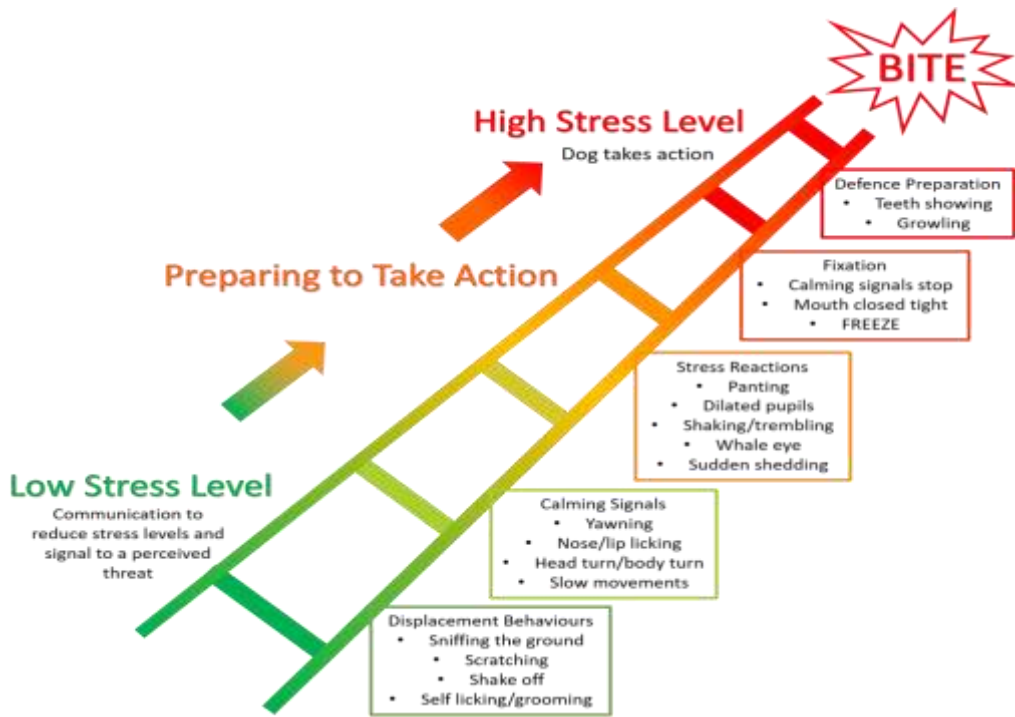 BITE
High Stress Level
Dog takes action
Defence Preparation
• Teeth showing
• Growling
Preparing to Take Action
Fixation
• Calming signals stop
• Mouth closed tight
• FREEZE
Stress Reactions
• Panting
• Dilated pupils
• Shaking/trembling
• Whale eye
• Sudden shedding
Low Stress Level
Communication to
reduce stress levels and
signal to a perceived
threat
Calming Signals
• Yawning
• Nose/lip licking
• Head turn/body turn
• Slow movements
Displacement Behaviours
• Sniffing the ground
• Scratching
• Shake off
• Self licking/grooming